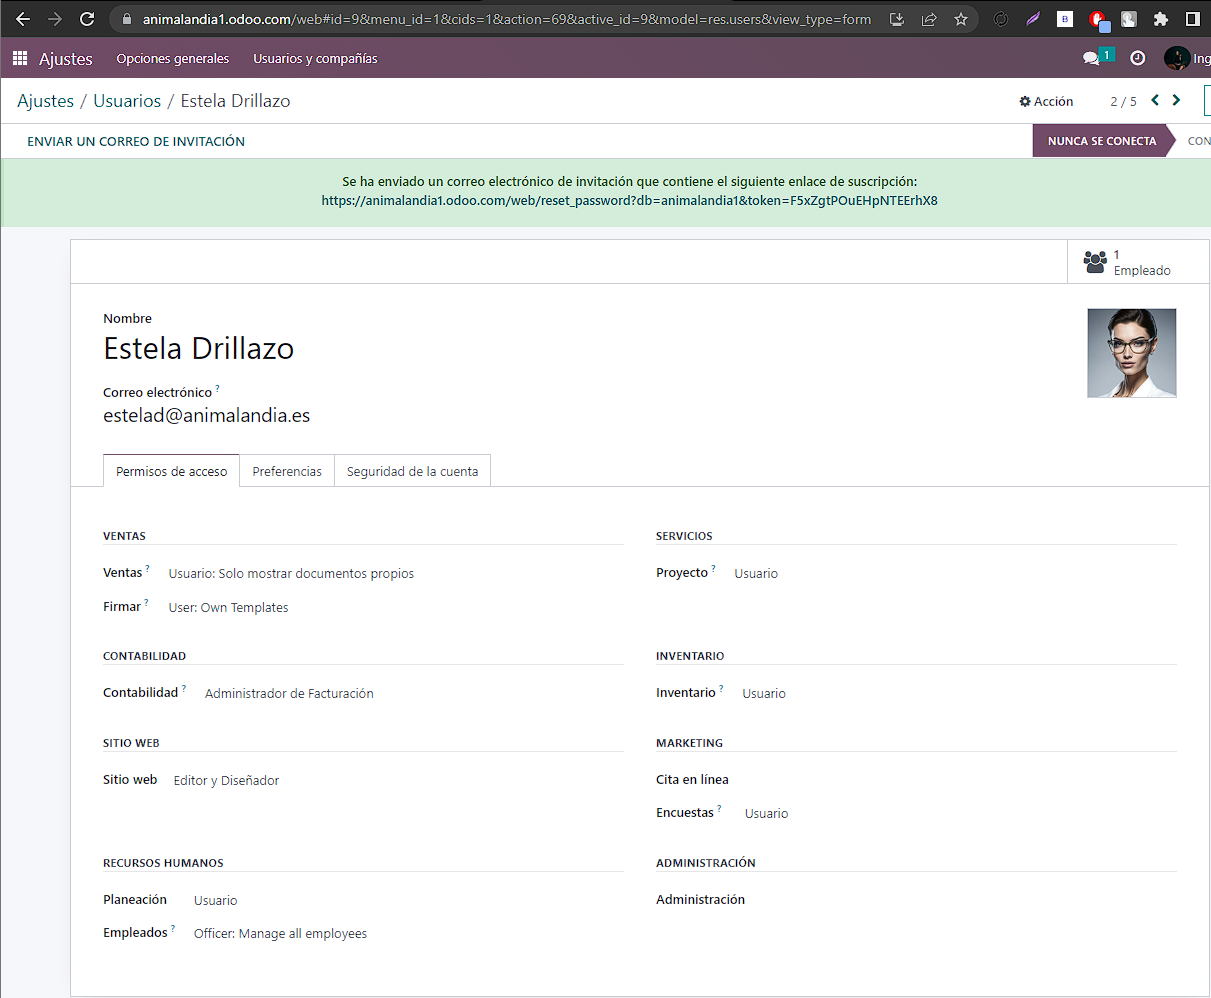 animalandia1.odoo.com/web#id=9&menu_id=1&cids=1&action=69&active_id=9&model=res.users&view_type=form
Ajustes Opciones generales Usuarios y compañías 1 Ing
Ajustes / Usuarios / Estela Drillazo Acción 2 / 5
ENVIAR UN CORREO DE INVITACIÓN NUNCA SE CONECTA CON
Se ha enviado un correo electrónico de invitación que contiene el siguiente enlace de suscripción:
https://animalandia1.odoo.com/web/reset_password?db=animalandia1&token=F5xZgtPOuEHpNTEErhX8
1
Empleado
Nombre
Estela Drillazo
Correo electrónico ?
estelad@animalandia.es
Permisos de acceso Preferencias Seguridad de la cuenta
VENTAS SERVICIOS
Ventas ? Usuario: Solo mostrar documentos propios Proyecto ? Usuario
Firmar ? User: Own Templates
CONTABILIDAD INVENTARIO
Contabilidad ? Administrador de Facturación Inventario ? Usuario
SITIO WEB MARKETING
Sitio web Editor y Diseñador Cita en línea
Encuestas ? Usuario
RECURSOS HUMANOS ADMINISTRACIÓN
Planeación Usuario Administración
Empleados ? Officer: Manage all employees